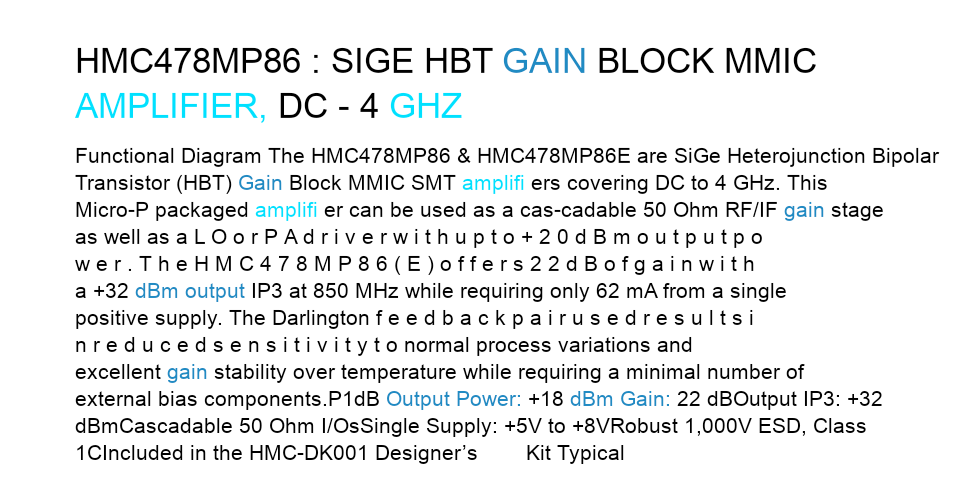 HMC478MP86 : SIGE HBT GAIN BLOCK MMIC
AMPLIFIER, DC - 4 GHZ
Functional Diagram The HMC478MP86 & HMC478MP86E are SiGe Heterojunction Bipolar
Transistor (HBT) Gain Block MMIC SMT amplifi ers covering DC to 4 GHz. This
Micro-P packaged amplifi er can be used as a cas-cadable 50 Ohm RF/IF gain stage
as well as a L O o r P A d r i v e r w i t h u p t o + 2 0 d B m o u t p u t p o
w e r . T h e H M C 4 7 8 M P 8 6 ( E ) o f f e r s 2 2 d B o f g a i n w i t h
a +32 dBm output IP3 at 850 MHz while requiring only 62 mA from a single
positive supply. The Darlington f e e d b a c k p a i r u s e d r e s u l t s i
n r e d u c e d s e n s i t i v i t y t o normal process variations and
excellent gain stability over temperature while requiring a minimal number of
external bias components.P1dB Output Power: +18 dBm Gain: 22 dBOutput IP3: +32
dBmCascadable 50 Ohm I/OsSingle Supply: +5V to +8VRobust 1,000V ESD, Class
1CIncluded in the HMC-DK001 Designer’s Kit Typical